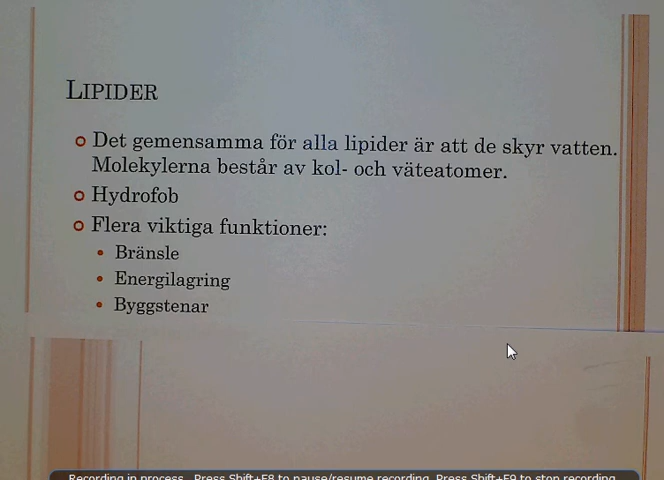 LIPIDER
Det gemensamma för alla lipider är att de skyr vatten.
Molekylerna består av kol- och väteatomer.
Hydrofob
Flera viktiga funktioner:
Bränsle
Energilagring
Byggstenar
Recording in process. Press Shift+F8 to pause/resume recording. Press Shift+F9 to stop recording.